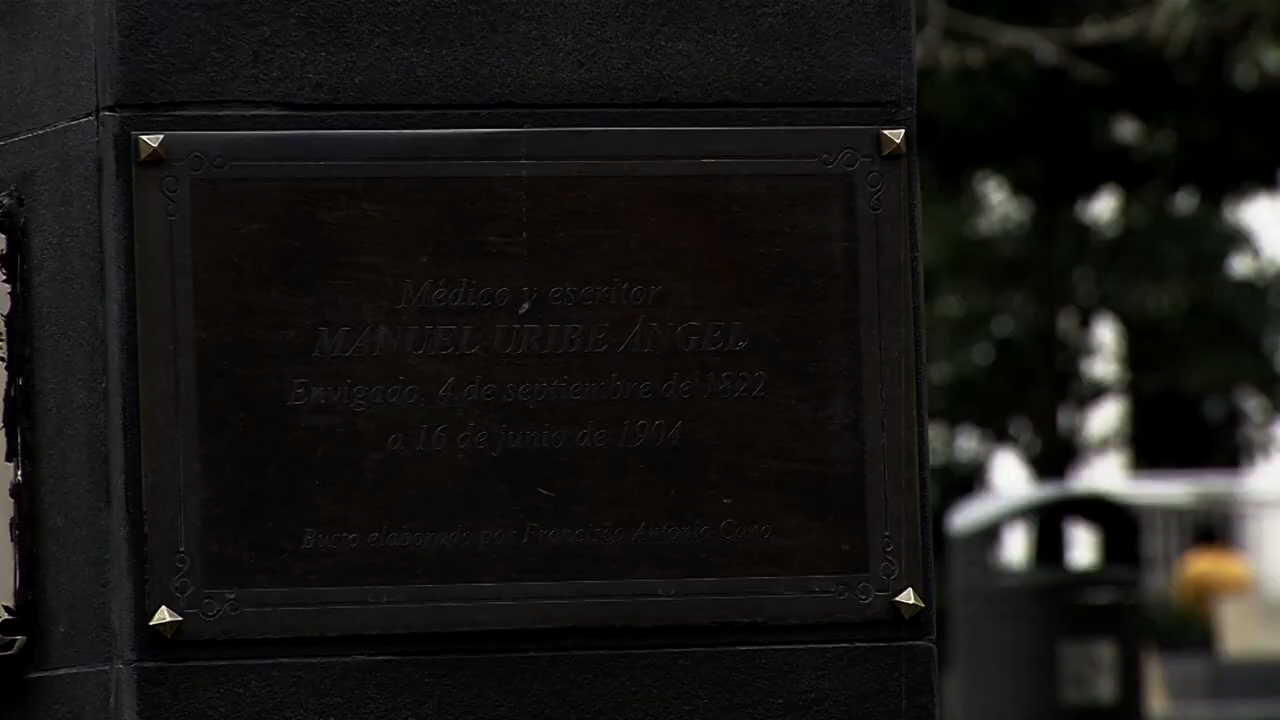 Médico y escritor
MANUEL URIBE ÁNGEL
Envigado, 4 de septiembre de 1822
a 16 de junio de 1904
Busto elaborado por Francisco Antonio Cano